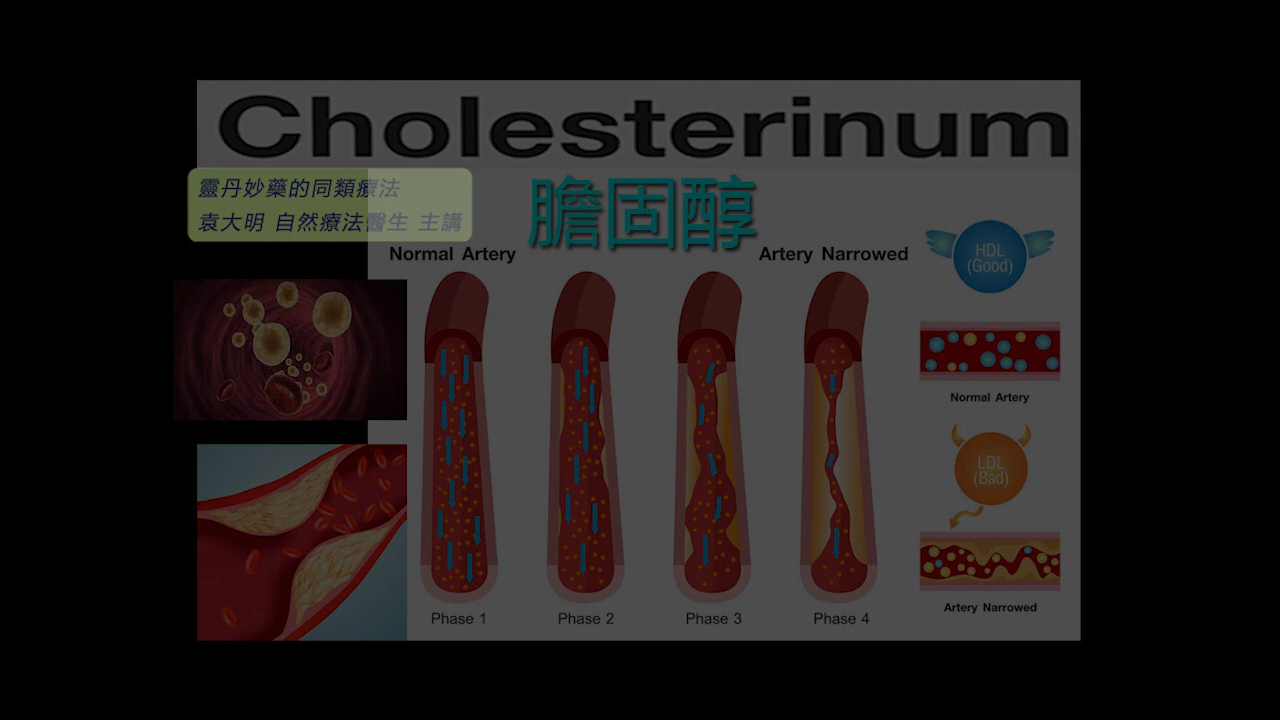 Cholesterinum
靈丹妙藥的同類療法
袁大明 自然療法醫生 主講
膽固醇
Normal Artery
Artery Narrowed
HDL
(Good)
Normal Artery
LDL
(Bad)
Artery Narrowed
Phase 1
Phase 2
Phase 3
Phase 4